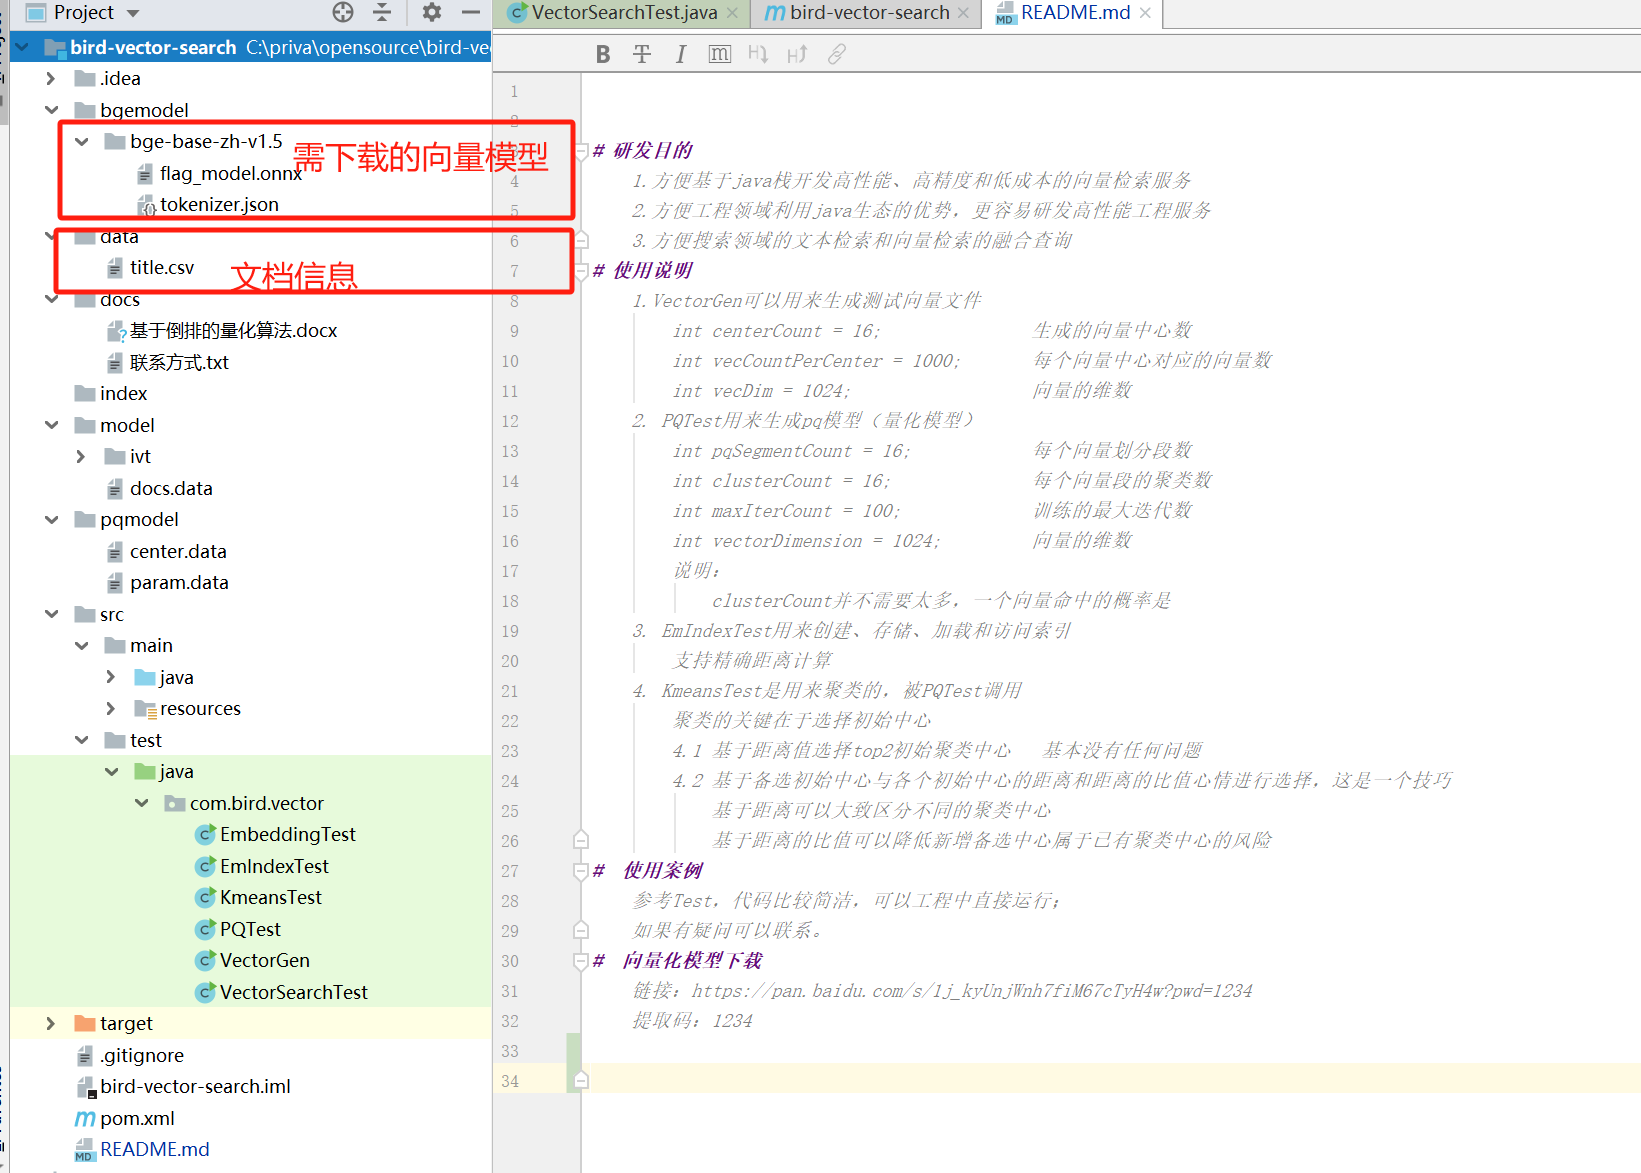 Project
VectorSearchTest.java
bird-vector-search
README.md
bird-vector-search C:\priva\opensource\bird-ve
.idea
bgemodel
bge-base-zh-v1.5
需下载的向量模型
flag_model.onnx
tokenizer.json
data
title.csv
文档信息
docs
基于倒排的量化算法.docx
联系方式.txt
index
model
ivt
docs.data
pqmodel
center.data
param.data
src
main
java
resources
test
java
com.bird.vector
EmbeddingTest
EmIndexTest
KmeansTest
PQTest
VectorGen
VectorSearchTest
target
.gitignore
bird-vector-search.iml
pom.xml
README.md
B T I m H H
1
2
# 研发目的
4 1.方便基于java栈开发高性能、高精度和低成本的向量检索服务
5 2.方便工程领域利用java生态的优势，更容易研发高性能工程服务
6 3.方便搜索领域的文本检索和向量检索的融合查询
7 # 使用说明
8 1.VectorGen可以用来生成测试向量文件
9 int centerCount = 16; 生成的向量中心数
10 int vecCountPerCenter = 1000; 每个向量中心对应的向量数
11 int vecDim = 1024; 向量的维数
12 2. PQTest用来生成pq模型（量化模型）
13 int pqSegmentCount = 16; 每个向量划分段数
14 int clusterCount = 16; 每个向量段的聚类数
15 int maxIterCount = 100; 训练的最大迭代数
16 int vectorDimension = 1024; 向量的维数
17 说明：
18 clusterCount并不需要太多，一个向量命中的概率是
19 3. EmIndexTest用来创建、存储、加载和访问索引
20 支持精确距离计算
21 4. KmeansTest是用来聚类的，被PQTest调用
22 聚类的关键在于选择初始中心
23 4.1 基于距离值选择top2初始聚类中心 基本没有任何问题
24 4.2 基于备选初始中心与各个初始中心的距离和距离的比值心情进行选择，这是一个技巧
25 基于距离可以大致区分不同的聚类中心
26 基于距离的比值可以降低新增备选中心属于已有聚类中心的风险
27 # 使用案例
28 参考Test，代码比较简洁，可以工程中直接运行；
29 如果有疑问可以联系。
30 # 向量化模型下载
31 链接：https://pan.baidu.com/s/1j_kyUnjWnh7fiM67cTyH4w?pwd=1234
32 提取码：1234
33
34